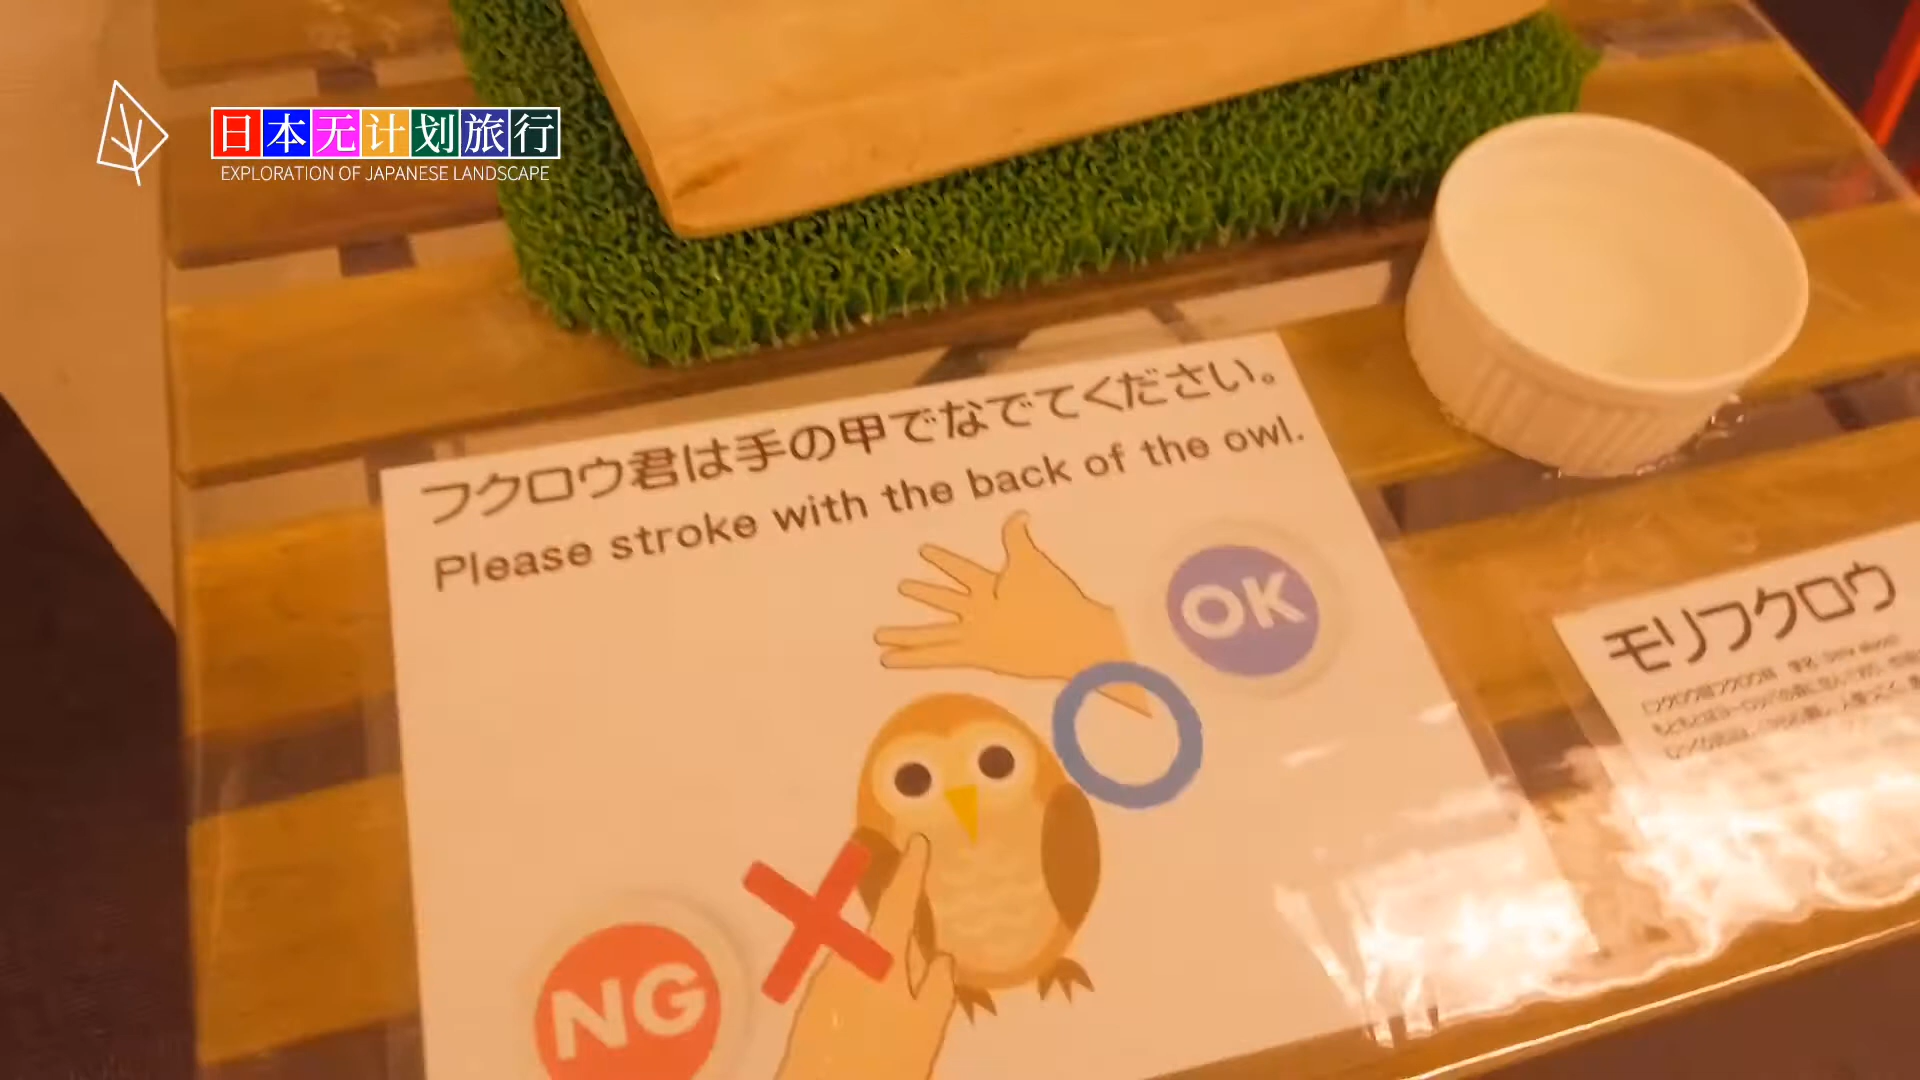 日本无计划旅行
EXPLORATION OF JAPANESE LANDSCAPE
フクロウ君は手の甲でなでてください。
Please stroke with the back of the owl.
OK
NG
モリフクロウ